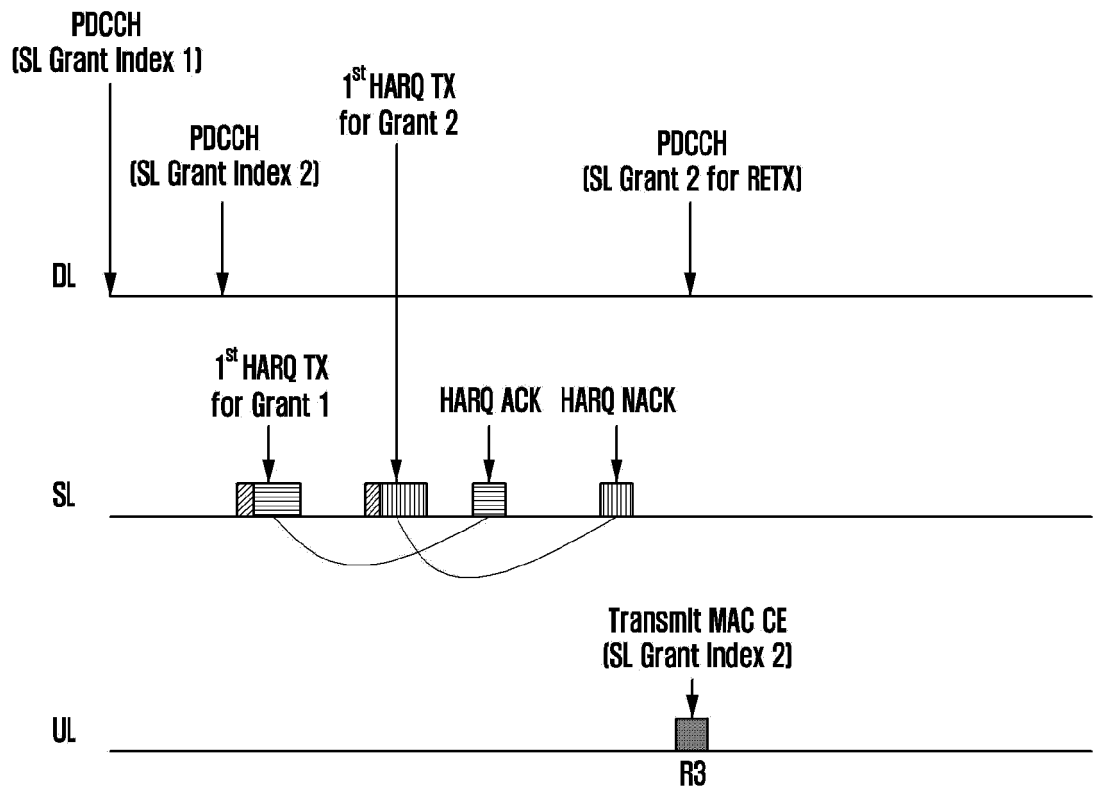 PDCCH
(SL Grant Index 1)
1st HARQ TX
for Grant 2
PDCCH
(SL Grant Index 2)
PDCCH
(SL Grant 2 for RETX)
DL
1st HARQ TX
for Grant 1
HARQ ACK
HARQ NACK
SL
Transmit MAC CE
(SL Grant Index 2)
UL
R3